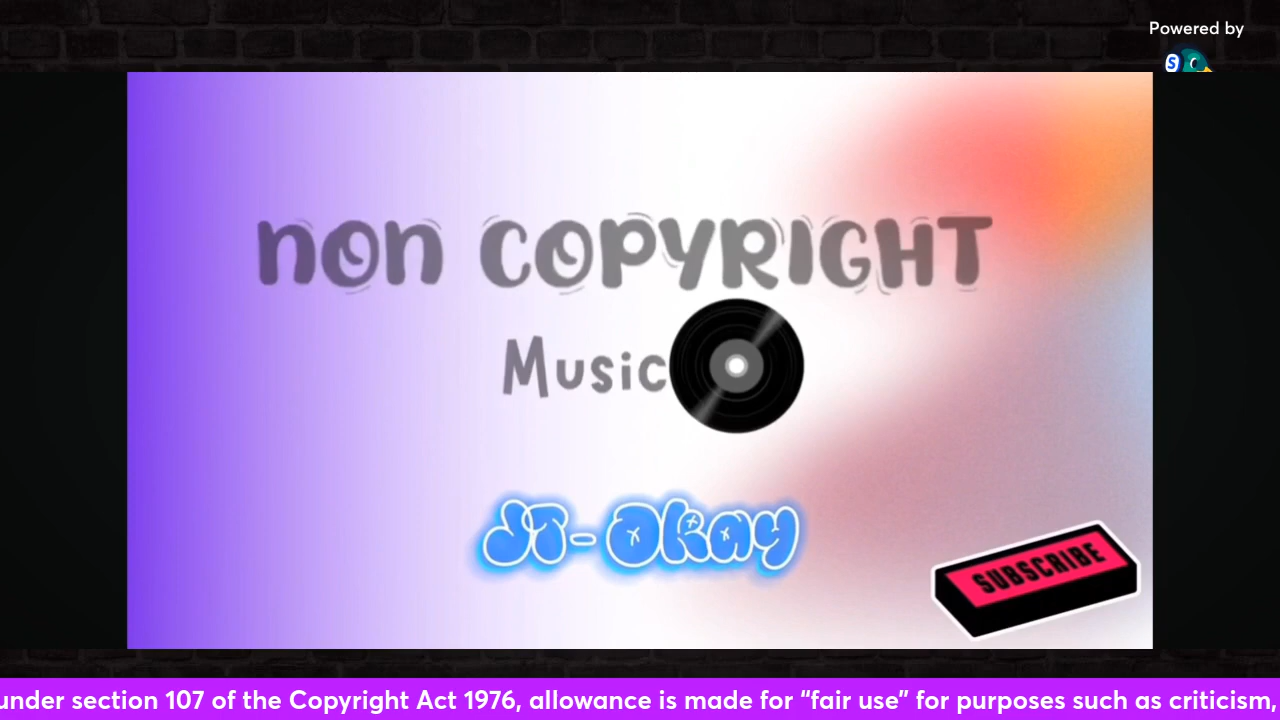 Powered by
S
non COPYRIGHT
Music
JT-Okay
SUBSCRIBE
under section 107 of the Copyright Act 1976, allowance is made for “fair use” for purposes such as criticism,